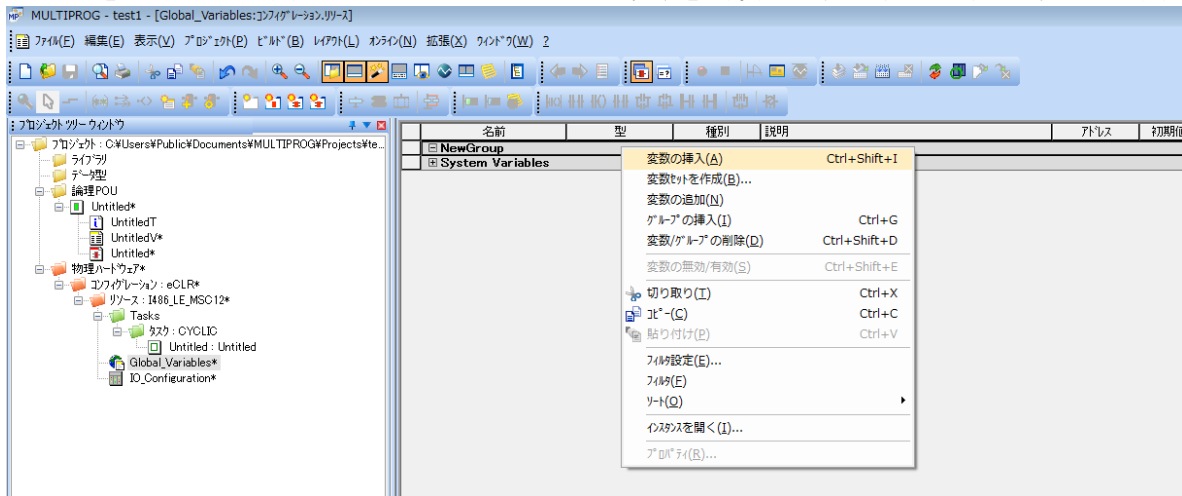 MULTIPROG - test1 - [Global_Variables:ｺﾝﾌｨｸﾞﾚｰｼｮﾝ.ﾘﾘｰｽ]
ﾌｧｲﾙ(F) 編集(E) 表示(V) ﾌﾟﾛｼﾞｪｸﾄ(P) ﾋﾞﾙﾄﾞ(B) ﾚｲｱｳﾄ(L) ｵﾝﾗｲﾝ(N) 拡張(X) ｳｨﾝﾄﾞｳ(W) ?
ﾌﾟﾛｼﾞｪｸﾄ ﾂﾘｰ ｳｨﾝﾄﾞｳ
ﾌﾟﾛｼﾞｪｸﾄ : C:¥Users¥Public¥Documents¥MULTIPROG¥Projects¥te...
ﾗｲﾌﾞﾗﾘ
ﾃﾞｰﾀ型
論理POU
Untitled*
UntitledT
UntitledV*
Untitled*
物理ﾊｰﾄﾞｳｪｱ*
ｺﾝﾌｨｸﾞﾚｰｼｮﾝ : eCLR*
ﾘｿｰｽ : I486_LE_MSC12*
Tasks
ﾀｽｸ : CYCLIC
Untitled : Untitled
Global_Variables*
IO_Configuration*
名前 型 種別 説明 ｱﾄﾞﾚｽ 初期値
NewGroup
System Variables
変数の挿入(A) Ctrl+Shift+I
変数ｾｯﾄを作成(B)...
変数の追加(N)
ｸﾞﾙｰﾌﾟの挿入(I) Ctrl+G
変数/ｸﾞﾙｰﾌﾟの削除(D) Ctrl+Shift+D
変数の無効/有効(S) Ctrl+Shift+E
切り取り(T) Ctrl+X
ｺﾋﾟｰ(C) Ctrl+C
貼り付け(P) Ctrl+V
ﾌｨﾙﾀ設定(E)...
ﾌｨﾙﾀ(F)
ｿｰﾄ(O)
ｲﾝｽﾀﾝｽを開く(I)...
ﾌﾟﾛﾊﾟﾃｨ(R)...